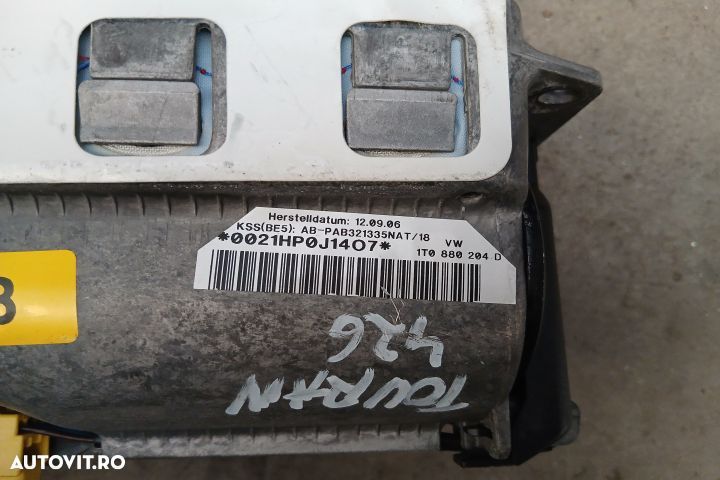 Herstelldatum: 12.09.06
KSS(BE5): AB-PAB321335NAT/18 VW
*0021HP0J1407*
1T0 880 204 D
426
TOURAN
AUTOVIT.RO